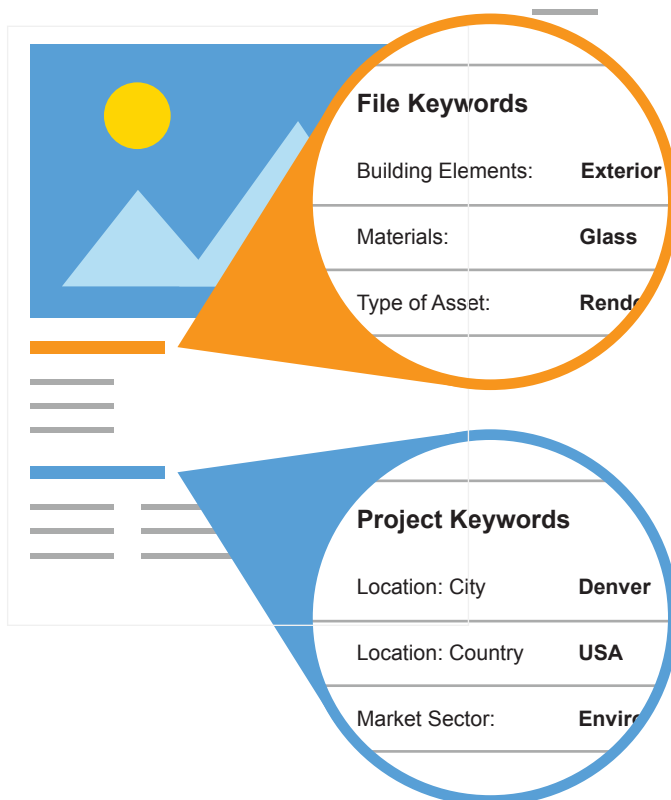 File Keywords
Building Elements: Exterior
Materials: Glass
Type of Asset:
Project Keywords
Location: City Denver
Location: Country USA
Market Sector: